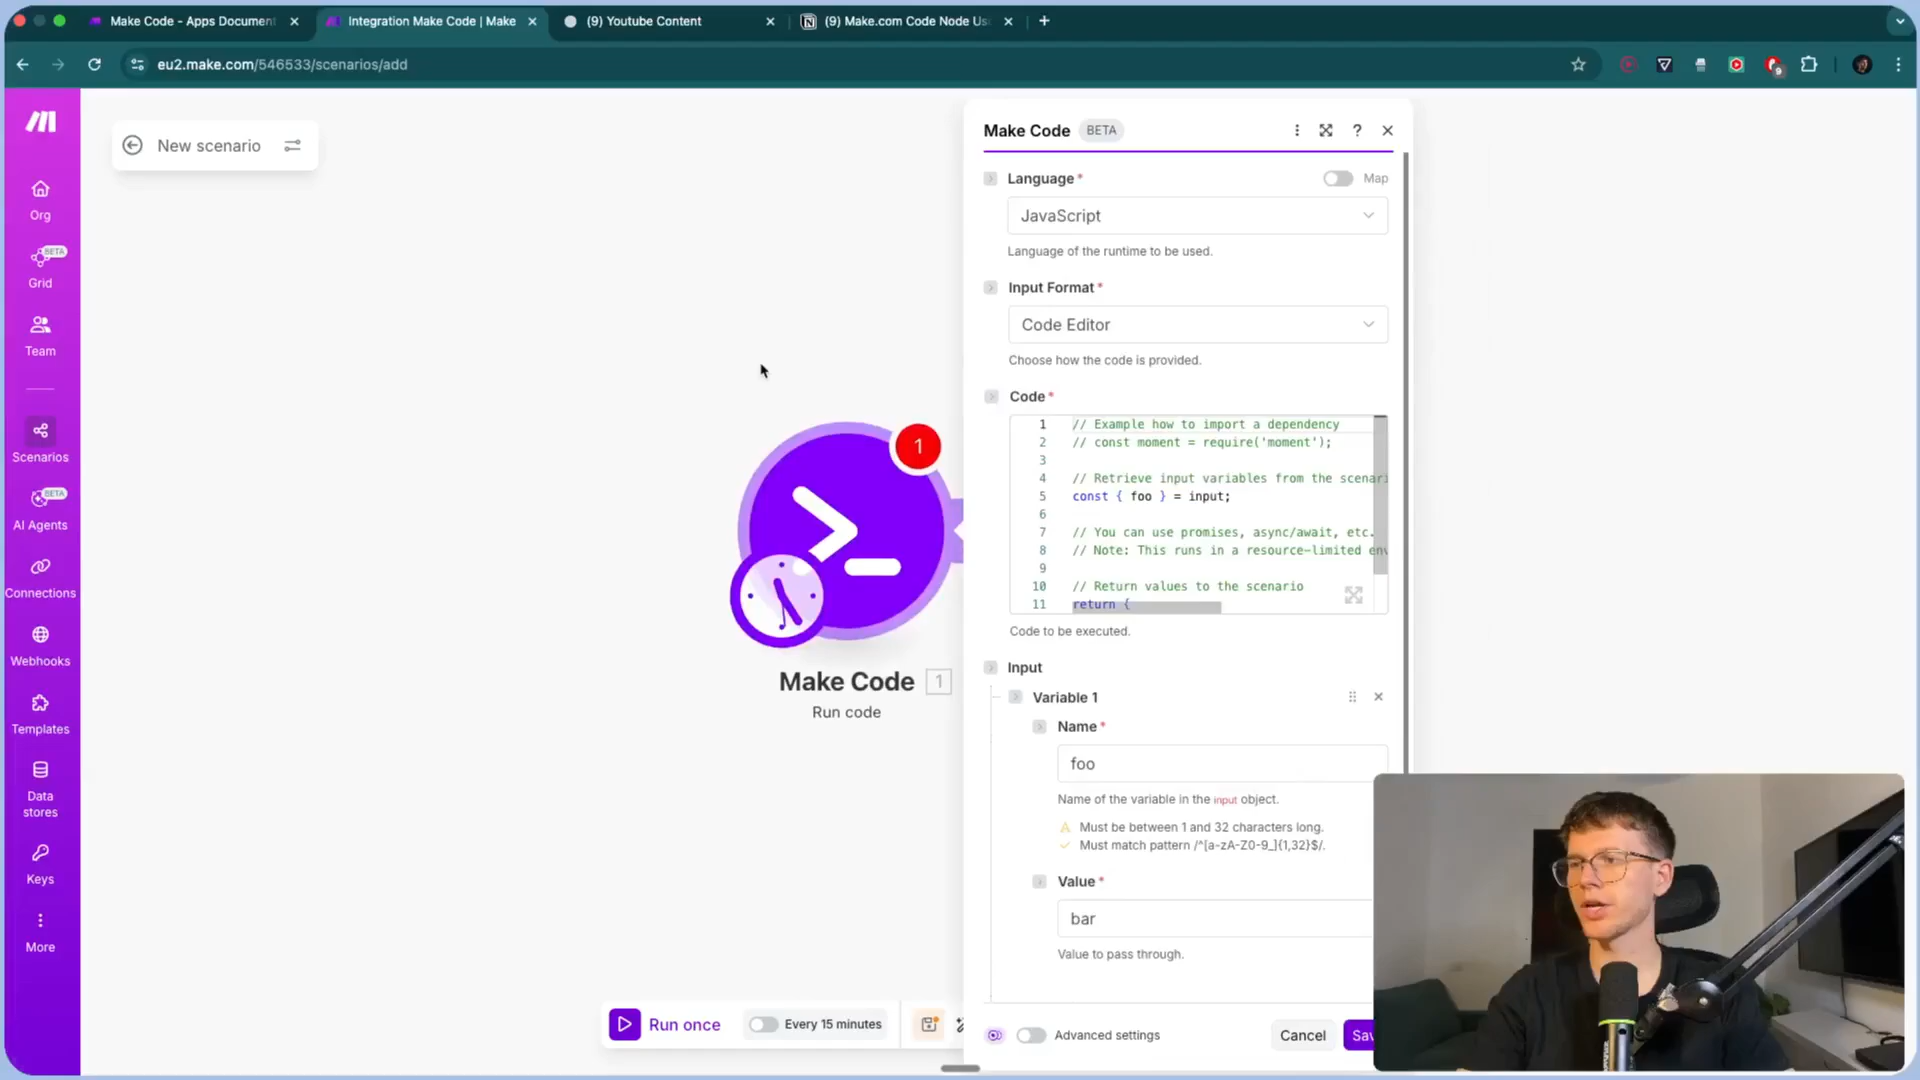 Make Code - Apps Document
Integration Make Code | Make
(9) Youtube Content
(9) Make.com Code Node Us
eu2.make.com/546533/scenarios/add
9
New scenario
Org
BETA
Grid
Team
Scenarios
BETA
AI Agents
Connections
Webhooks
Templates
Data
stores
Keys
More
1
Make Code
1
Run code
Run once
Every 15 minutes
Make Code
BETA
Language*
Map
JavaScript
Language of the runtime to be used.
Input Format*
Code Editor
Choose how the code is provided.
Code*
1 // Example how to import a dependency
2 // const moment = require('moment');
3
4 // Retrieve input variables from the scenari
5 const { foo } = input;
6
7 // You can use promises, async/await, etc.
8 // Note: This runs in a resource-limited env
9
10 // Return values to the scenario
11 return {
Code to be executed.
Input
Variable 1
Name*
foo
Name of the variable in the input object.
Must be between 1 and 32 characters long.
Must match pattern /^[a-zA-Z0-9_]{1,32}$/.
Value*
bar
Value to pass through.
Advanced settings
Cancel
Sav